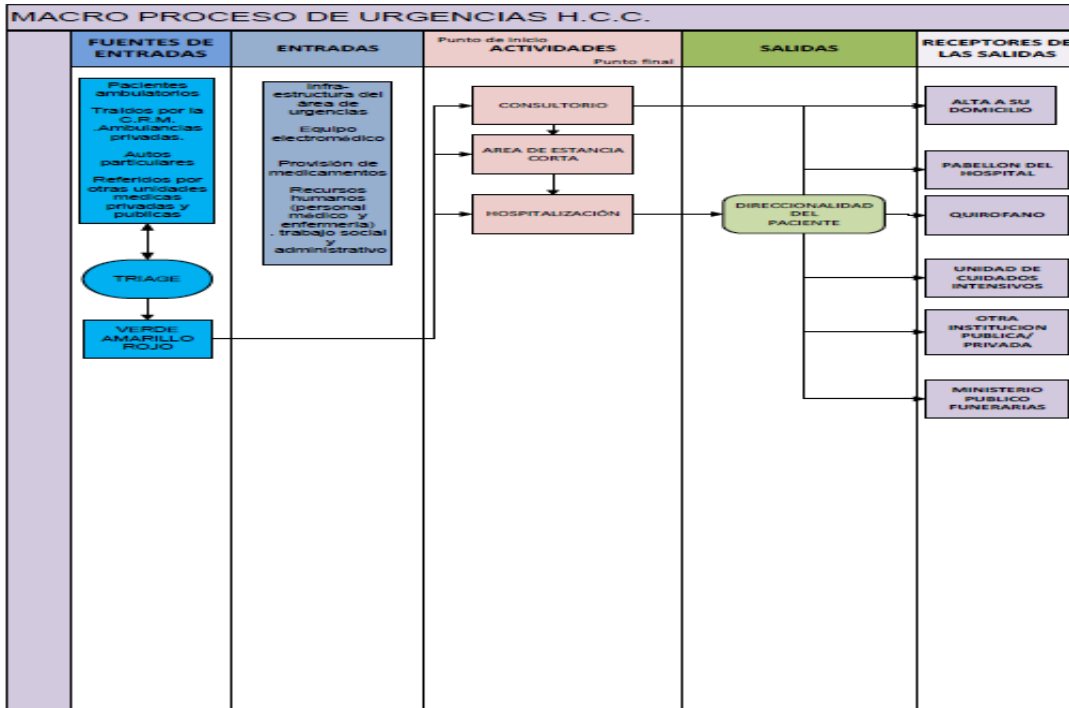 MACRO PROCESO DE URGENCIAS H.C.C.
FUENTES DE
ENTRADAS
ENTRADAS
Punto de inicio
ACTIVIDADES
Punto final
SALIDAS
RECEPTORES DE
LAS SALIDAS
Pacientes
ambulatorios
Traídos por la
C.R.M.
.Ambulancias
privadas.
Autos
particulares
Referidos por
otras unidades
medicas
privadas y
publicas
TRIAGE
VERDE
AMARILLO
ROJO
Infra-
estructura del
área de
urgencias
Equipo
electromédico
Provisión de
medicamentos
Recursos
humanos
(personal
médico y
enfermería)
. trabajo social
y
administrativo
CONSULTORIO
AREA DE ESTANCIA
CORTA
HOSPITALIZACIÓN
DIRECCIONALIDAD
DEL
PACIENTE
ALTA A SU
DOMICILIO
PABELLON DEL
HOSPITAL
QUIROFANO
UNIDAD DE
CUIDADOS
INTENSIVOS
OTRA
INSTITUCION
PUBLICA/
PRIVADA
MINISTERIO
PUBLICO
FUNERARIAS